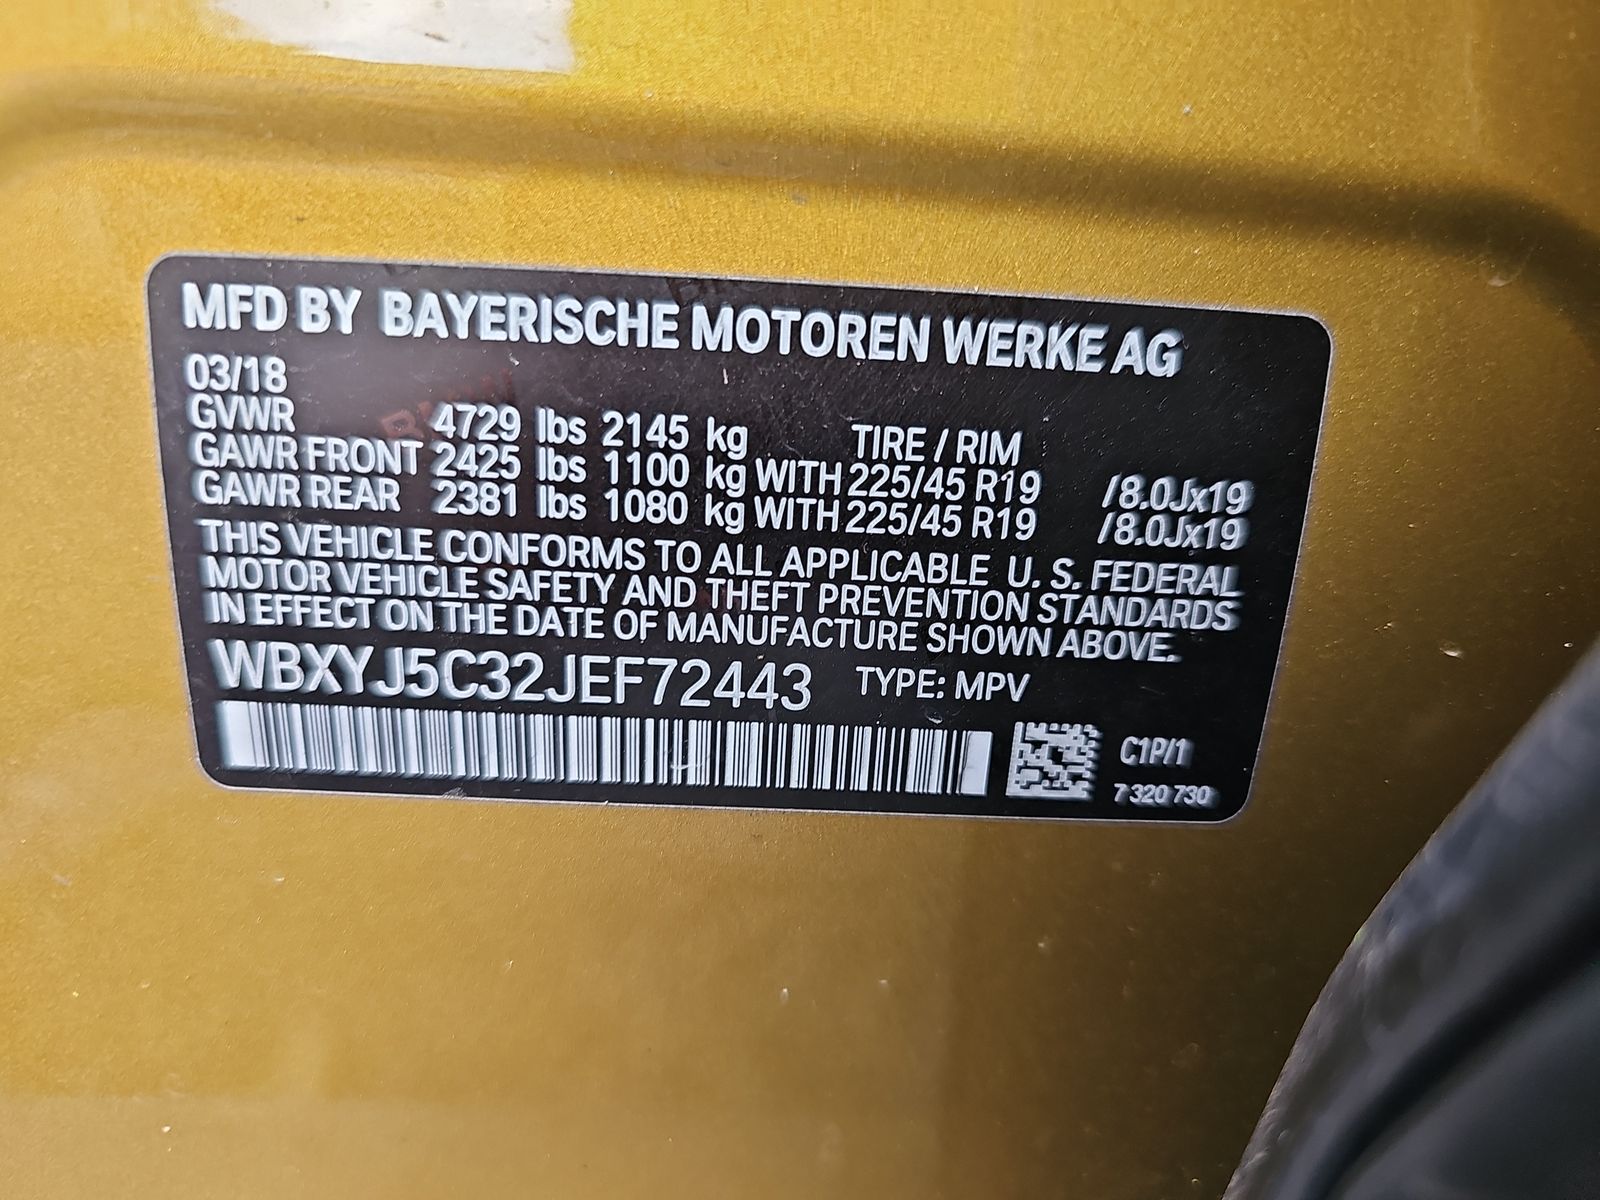 MFD BY BAYERISCHE MOTOREN WERKE AG
03/18
GVWR 4729 lbs 2145 kg TIRE / RIM
GAWR FRONT 2425 lbs 1100 kg WITH 225/45 R19 /8.0Jx19
GAWR REAR 2381 lbs 1080 kg WITH 225/45 R19 /8.0Jx19
THIS VEHICLE CONFORMS TO ALL APPLICABLE U. S. FEDERAL
MOTOR VEHICLE SAFETY AND THEFT PREVENTION STANDARDS
IN EFFECT ON THE DATE OF MANUFACTURE SHOWN ABOVE.
WBXYJ5C32JEF72443 TYPE: MPV
C1P/1
7 320 730